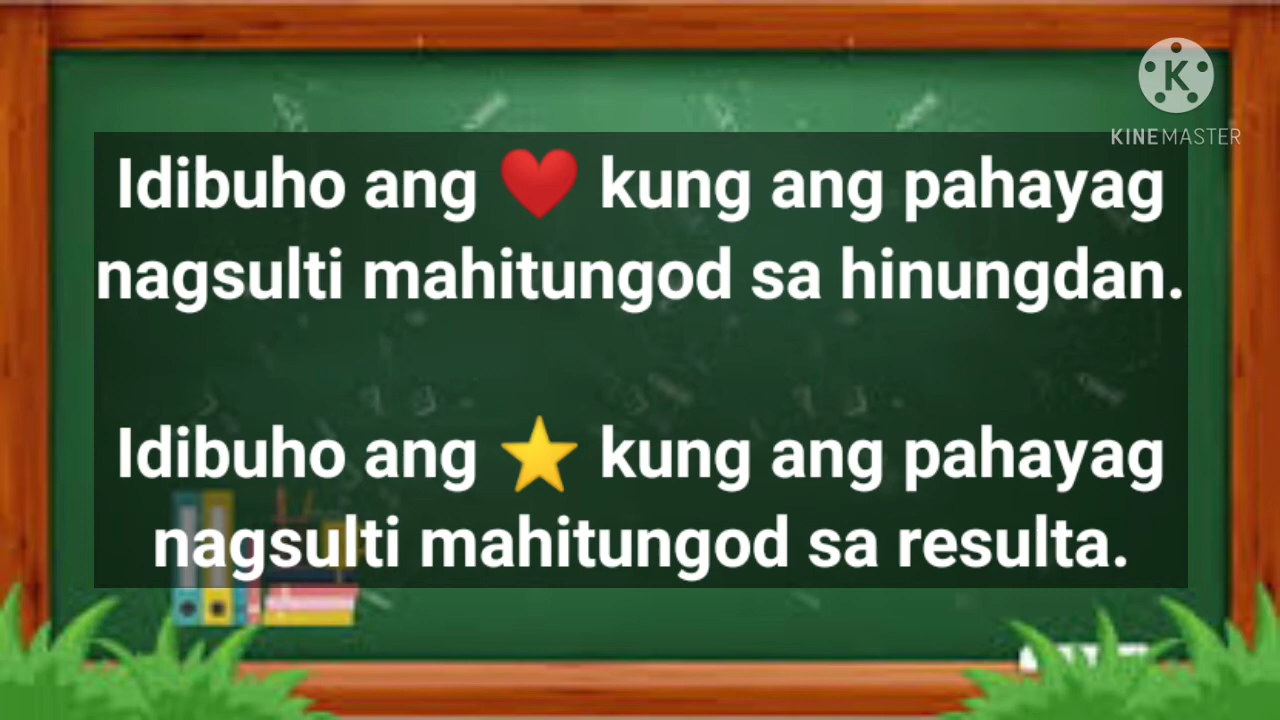 KINEMASTER
Idibuho ang ❤️ kung ang pahayag
nagsulti mahitungod sa hinungdan.
Idibuho ang ⭐ kung ang pahayag
nagsulti mahitungod sa resulta.